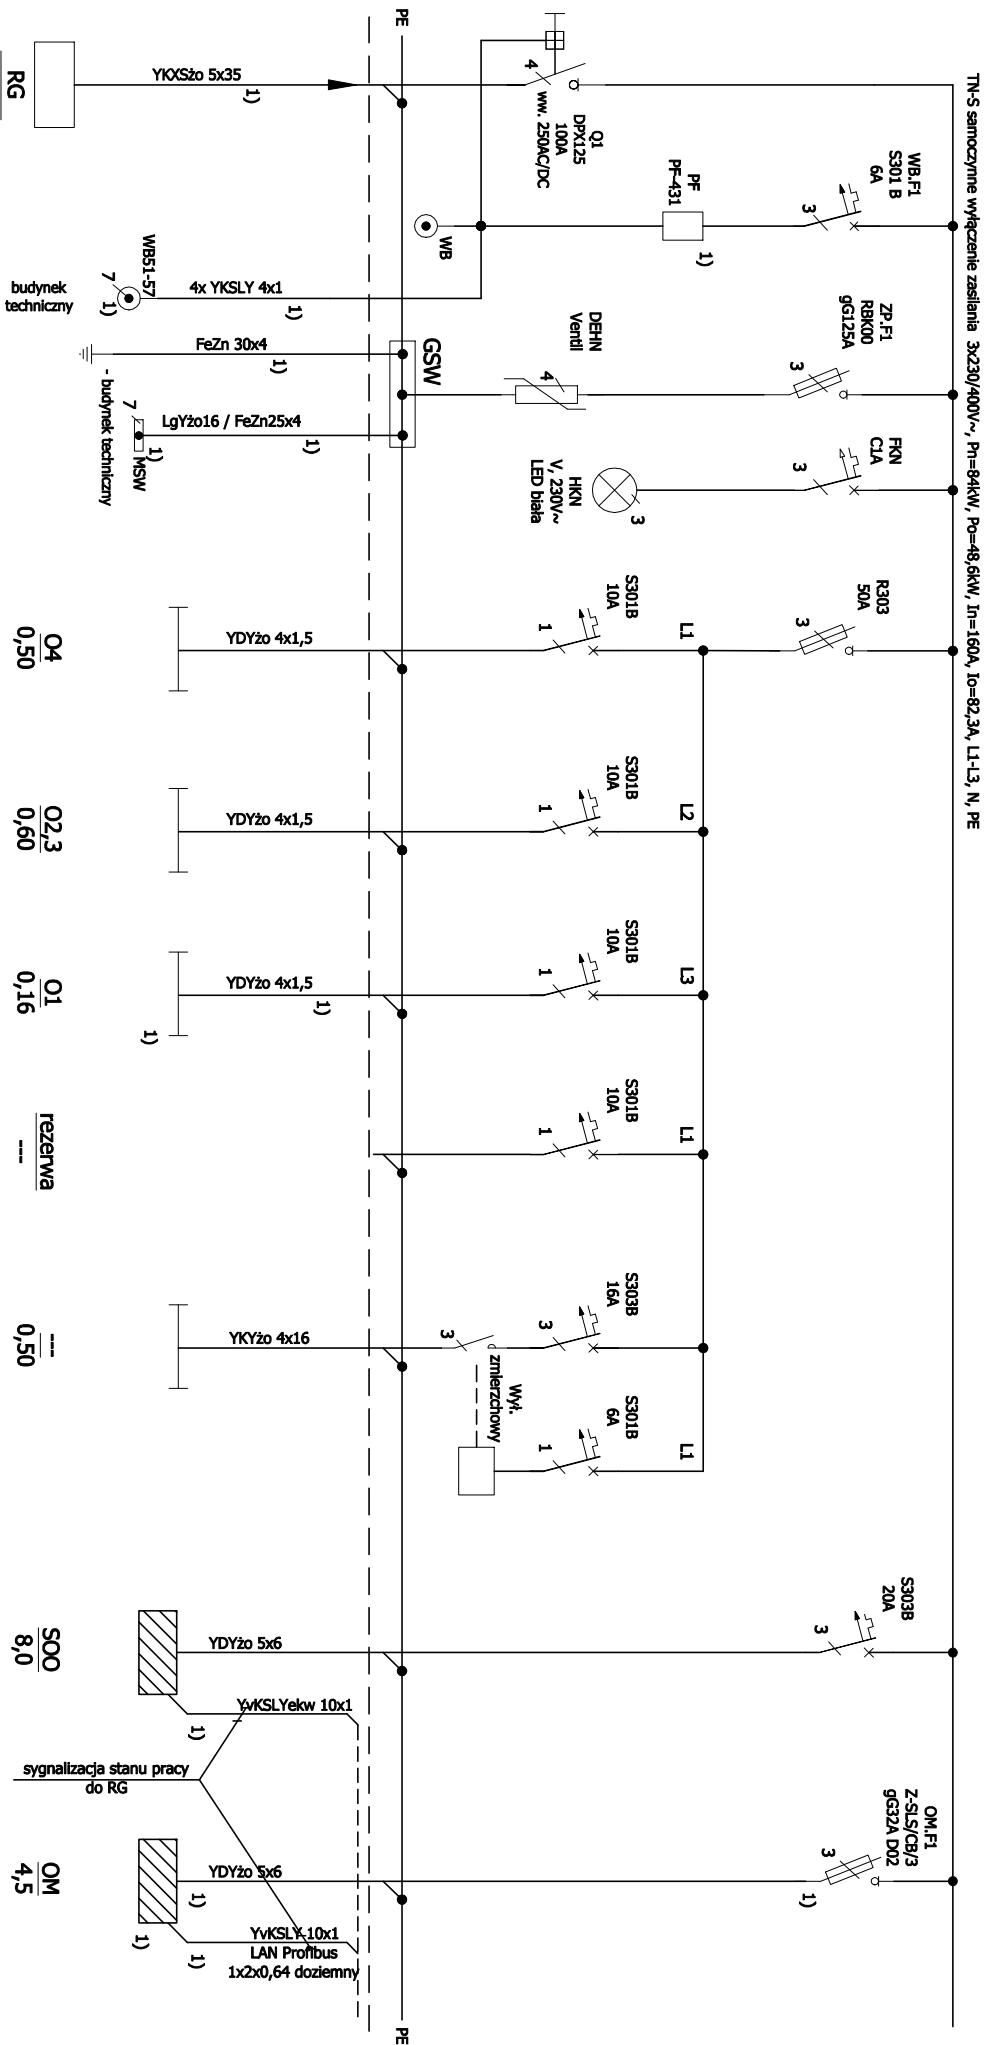 TN-S samoczynne wyłączenie zasilania 3x230/400V~, Pn=84kW, Po=48,6kW, In=160A, Io=82,3A, L1-L3, N, PE
WB.F1
S301 B
6A
3
ZP.F1
RBK00
gG125A
3
FKN
C1A
3
R303
50A
3
S303B
20A
3
OM.F1
Z-SLS/CB/3
gG32A D02
3
1)
PF
PF-431
1)
Q1
DPX125
100A
ww. 250AC/DC
4
DEHN
Ventil
4
HKN
V, 230V~
LED biała
3
L1
S301B
10A
1
L2
S301B
10A
1
L3
S301B
10A
1
L1
S301B
10A
1
S303B
16A
3
L1
S301B
6A
1
Wył.
zmierzchowy
3
WB
GSW
PE
PE
YKXSżo 5x35
1)
RG
4x YKSLY 4x1
1)
WB51-57
7
1)
budynek
techniczny
FeZn 30x4
1)
- budynek techniczny
LgYżo16 / FeZn25x4
1)
7
MSW
1)
YDYżo 4x1,5
O4
0,50
YDYżo 4x1,5
O2,3
0,60
YDYżo 4x1,5
1)
1)
O1
0,16
rezerwa
---
YKYżo 4x16
---
0,50
YDYżo 5x6
SOO
8,0
YvKSLYekw 10x1
1)
sygnalizacja stanu pracy
do RG
YDYżo 5x6
1)
OM
4,5
1)
YvKSLY 10x1
LAN Profibus
1x2x0,64 doziemny
1)